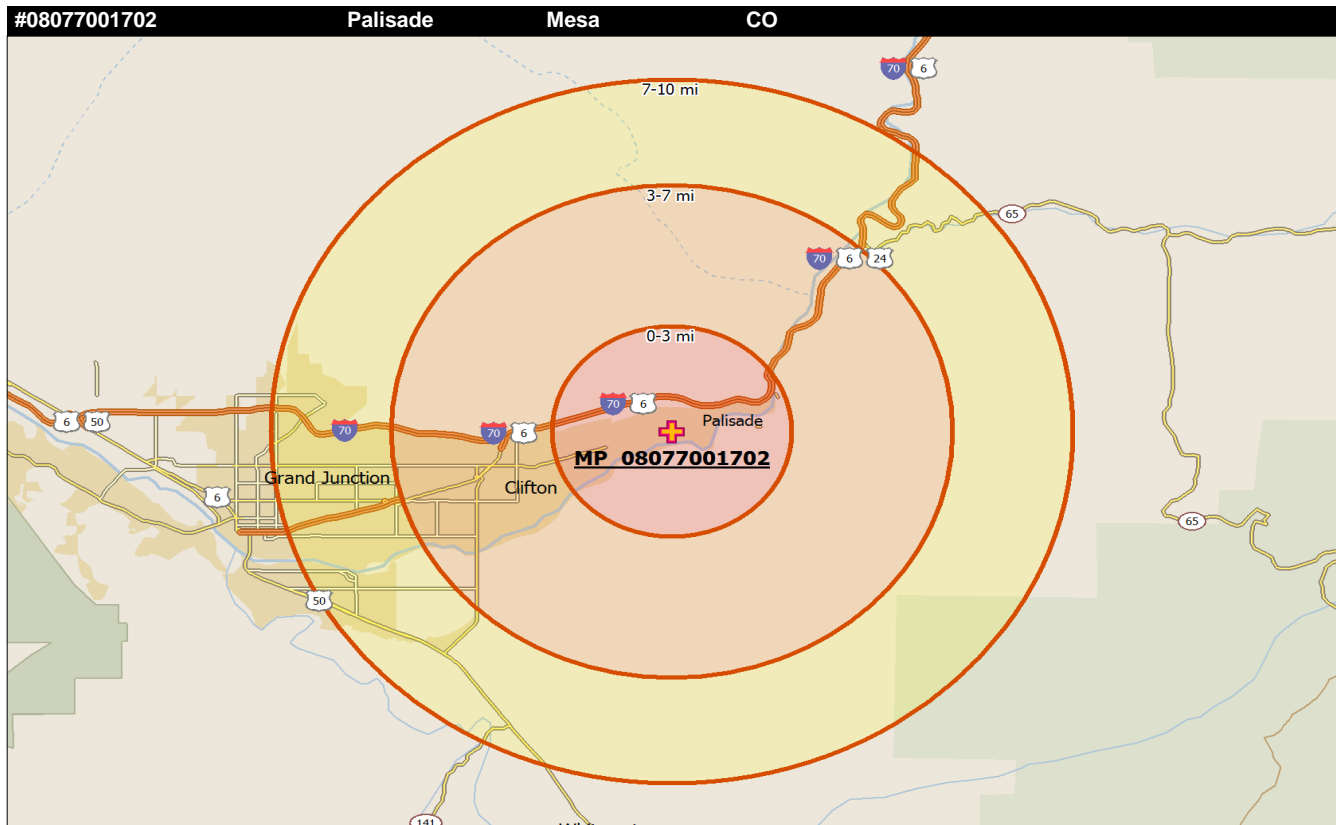 #08077001702 Palisade Mesa CO
70 6
7-10 mi
3-7 mi
65
70 6 24
0-3 mi
70 6
Palisade
6 50
70
70 6
MP 08077001702
Grand Junction
Clifton
6
65
50
141